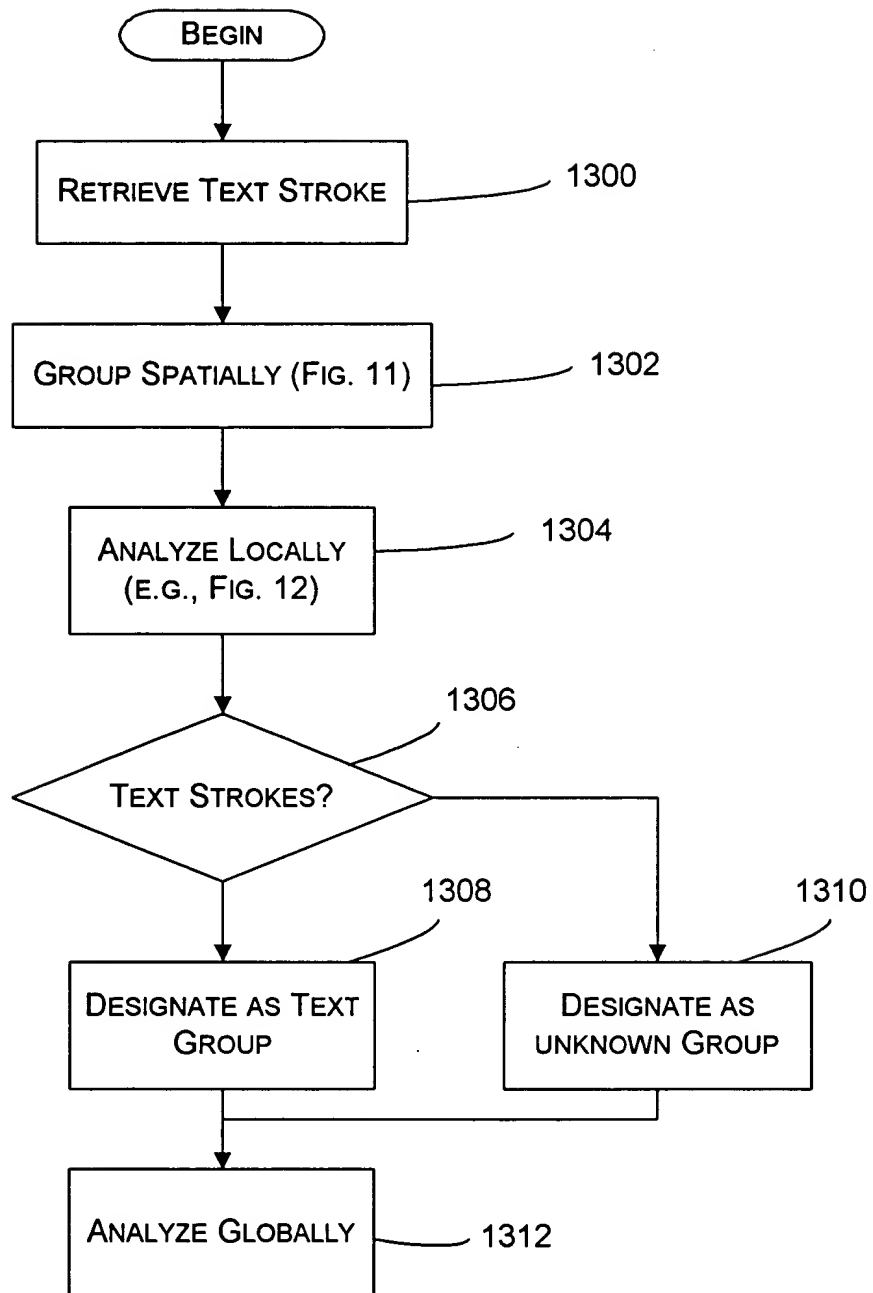 BEGIN
RETRIEVE TEXT STROKE
1300
GROUP SPATIALLY (FIG. 11)
1302
ANALYZE LOCALLY
(E.G., FIG. 12)
1304
1306
TEXT STROKES?
1308
1310
DESIGNATE AS TEXT
GROUP
DESIGNATE AS
UNKNOWN GROUP
ANALYZE GLOBALLY
1312